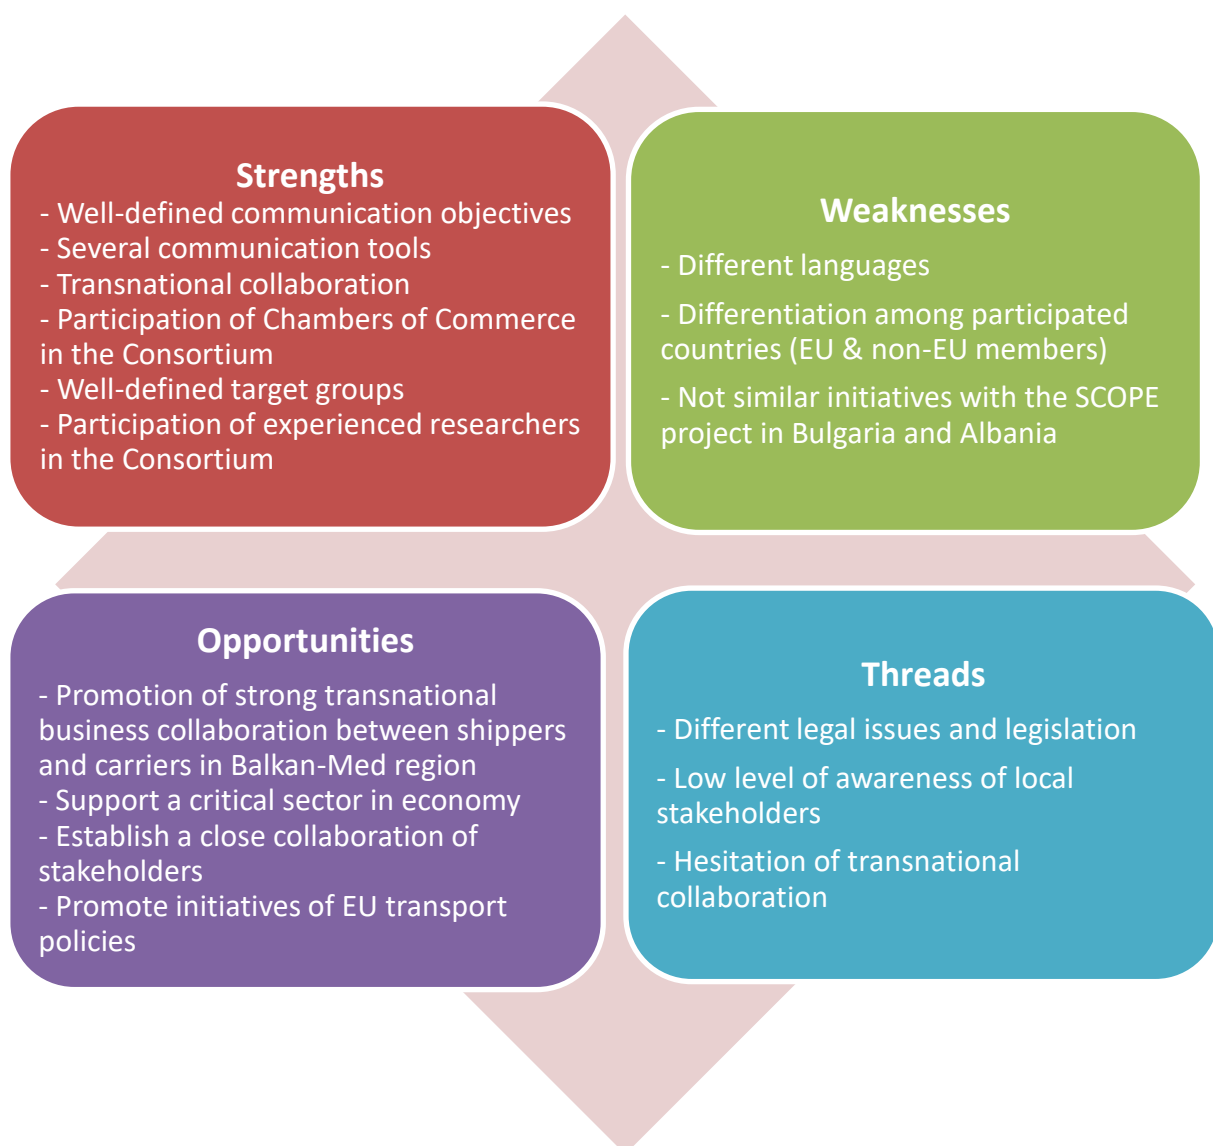 Strengths
- Well-defined communication objectives
- Several communication tools
- Transnational collaboration
- Participation of Chambers of Commerce
in the Consortium
- Well-defined target groups
- Participation of experienced researchers
in the Consortium
Weaknesses
- Different languages
- Differentiation among participated
countries (EU & non-EU members)
- Not similar initiatives with the SCOPE
project in Bulgaria and Albania
Opportunities
- Promotion of strong transnational
business collaboration between shippers
and carriers in Balkan-Med region
- Support a critical sector in economy
- Establish a close collaboration of
stakeholders
- Promote initiatives of EU transport
policies
Threads
- Different legal issues and legislation
- Low level of awareness of local
stakeholders
- Hesitation of transnational
collaboration